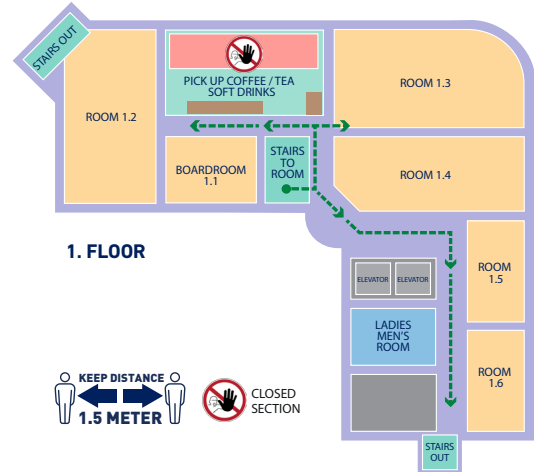 STAIRS OUT
PICK UP COFFEE / TEA
SOFT DRINKS
ROOM 1.3
ROOM 1.2
STAIRS
TO
ROOM
BOARDROOM
1.1
ROOM 1.4
1. FLOOR
ROOM
1.5
ELEVATOR
ELEVATOR
LADIES
MEN'S
ROOM
ROOM
1.6
KEEP DISTANCE
1.5 METER
CLOSED
SECTION
STAIRS
OUT